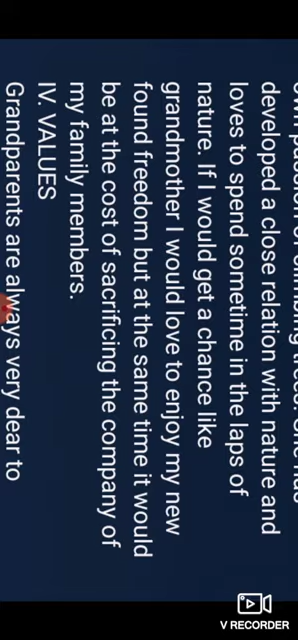 developed a close relation with nature and
loves to spend sometime in the laps of
nature. If I would get a chance like
grandmother I would love to enjoy my new
found freedom but at the same time it would
be at the cost of sacrificing the company of
my family members.
IV. VALUES
Grandparents are always very dear to
V RECORDER